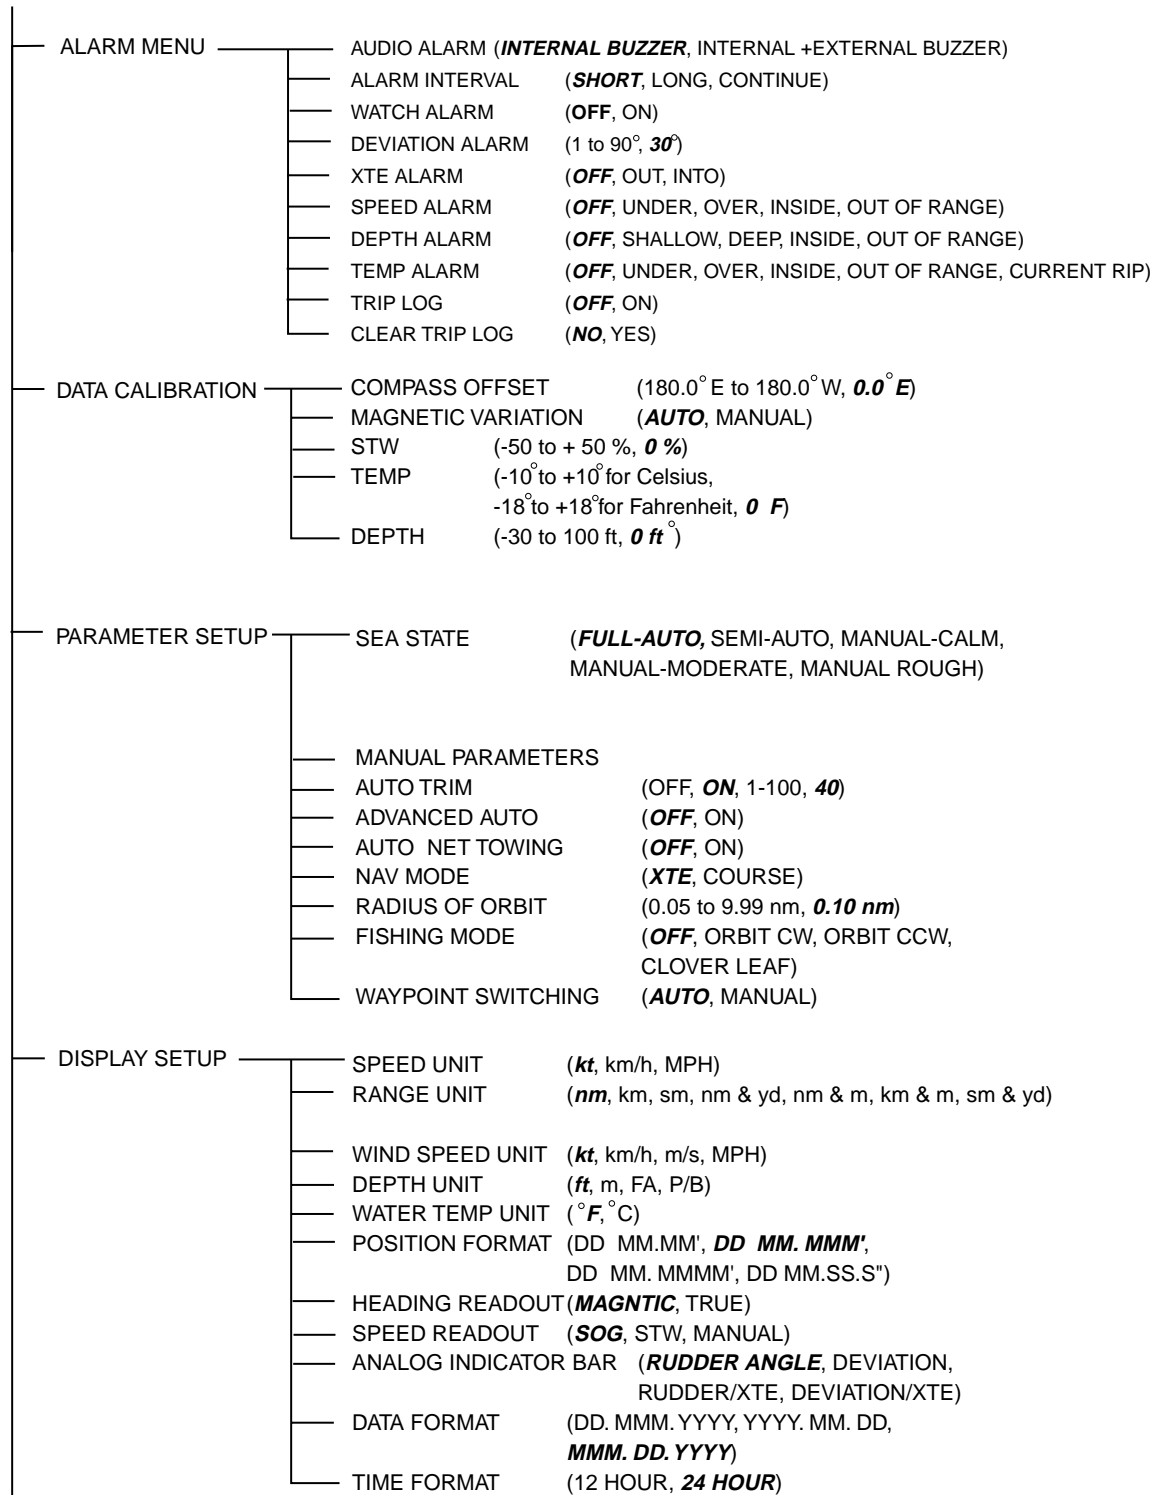 ALARM MENU AUDIO ALARM (INTERNAL BUZZER, INTERNAL +EXTERNAL BUZZER)
ALARM INTERVAL (SHORT, LONG, CONTINUE)
WATCH ALARM (OFF, ON)
DEVIATION ALARM (1 to 90°, 30°)
XTE ALARM (OFF, OUT, INTO)
SPEED ALARM (OFF, UNDER, OVER, INSIDE, OUT OF RANGE)
DEPTH ALARM (OFF, SHALLOW, DEEP, INSIDE, OUT OF RANGE)
TEMP ALARM (OFF, UNDER, OVER, INSIDE, OUT OF RANGE, CURRENT RIP)
TRIP LOG (OFF, ON)
CLEAR TRIP LOG (NO, YES)
DATA CALIBRATION COMPASS OFFSET (180.0° E to 180.0° W, 0.0° E)
MAGNETIC VARIATION (AUTO, MANUAL)
STW (-50 to + 50 %, 0 %)
TEMP (-10° to +10° for Celsius,
-18° to +18° for Fahrenheit, 0 F)
DEPTH (-30 to 100 ft, 0 ft °)
PARAMETER SETUP SEA STATE (FULL-AUTO, SEMI-AUTO, MANUAL-CALM,
MANUAL-MODERATE, MANUAL ROUGH)
MANUAL PARAMETERS
AUTO TRIM (OFF, ON, 1-100, 40)
ADVANCED AUTO (OFF, ON)
AUTO NET TOWING (OFF, ON)
NAV MODE (XTE, COURSE)
RADIUS OF ORBIT (0.05 to 9.99 nm, 0.10 nm)
FISHING MODE (OFF, ORBIT CW, ORBIT CCW,
CLOVER LEAF)
WAYPOINT SWITCHING (AUTO, MANUAL)
DISPLAY SETUP SPEED UNIT (kt, km/h, MPH)
RANGE UNIT (nm, km, sm, nm & yd, nm & m, km & m, sm & yd)
WIND SPEED UNIT (kt, km/h, m/s, MPH)
DEPTH UNIT (ft, m, FA, P/B)
WATER TEMP UNIT (°F, °C)
POSITION FORMAT (DD MM.MM', DD MM. MMM',
DD MM. MMMM', DD MM.SS.S")
HEADING READOUT (MAGNTIC, TRUE)
SPEED READOUT (SOG, STW, MANUAL)
ANALOG INDICATOR BAR (RUDDER ANGLE, DEVIATION,
RUDDER/XTE, DEVIATION/XTE)
DATA FORMAT (DD. MMM. YYYY, YYYY. MM. DD,
MMM. DD. YYYY)
TIME FORMAT (12 HOUR, 24 HOUR)